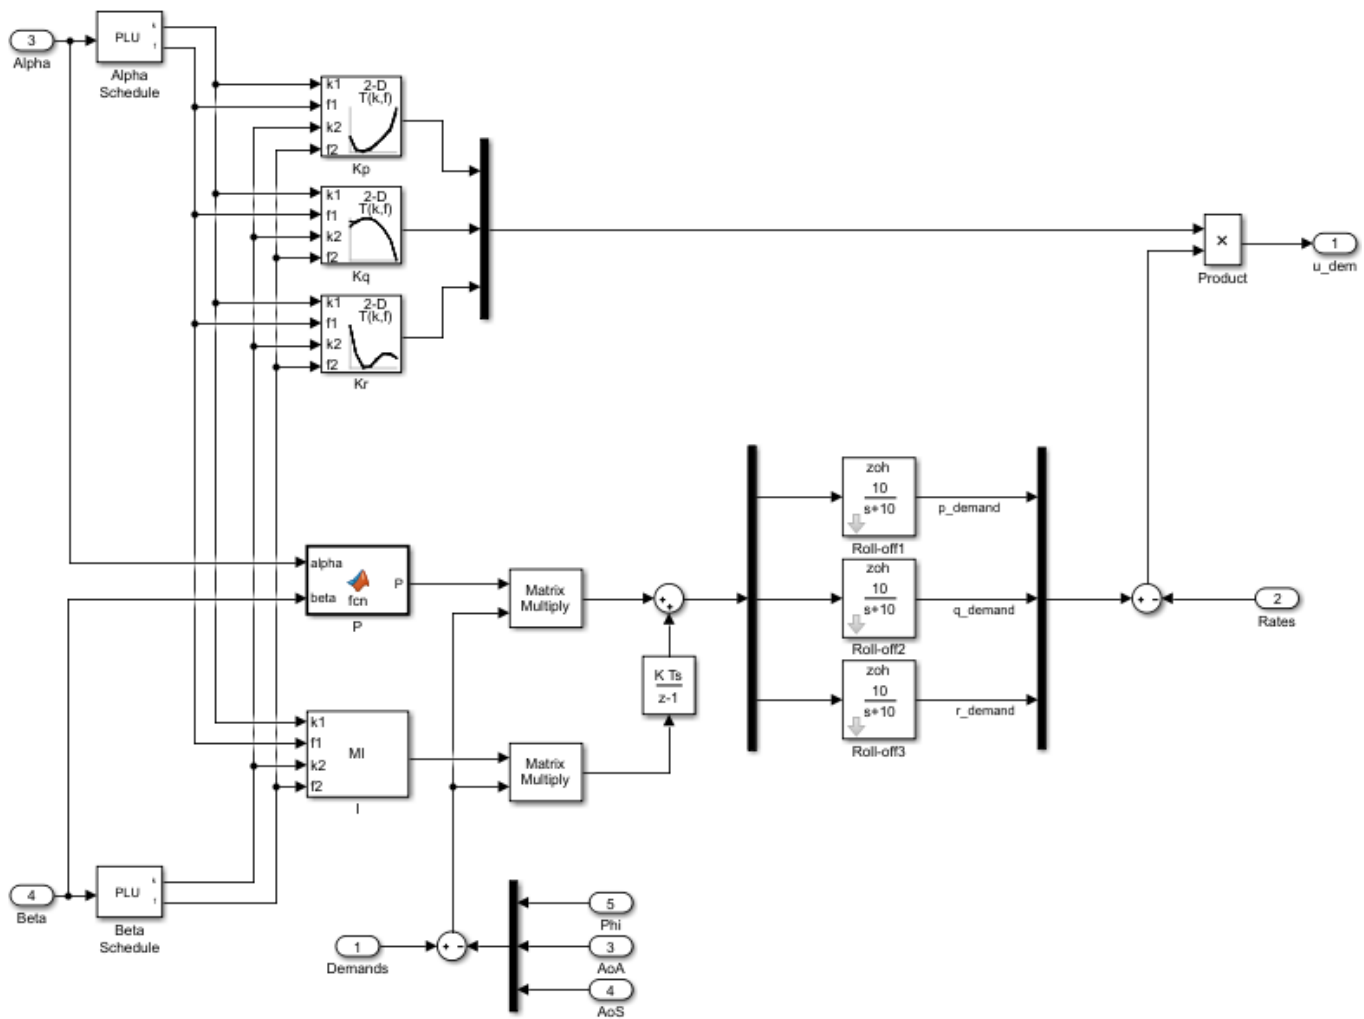 3
Alpha
PLU
k
f
Alpha
Schedule
k1
f1
k2
f2
2-D
T(k,f)
Kp
k1
f1
k2
f2
2-D
T(k,f)
Kq
k1
f1
k2
f2
2-D
T(k,f)
Kr
×
Product
1
u_dem
alpha
beta
fcn
P
P
Matrix
Multiply
+
+
K Ts
z-1
zoh
10
s+10
Roll-off1
p_demand
zoh
10
s+10
Roll-off2
q_demand
zoh
10
s+10
Roll-off3
r_demand
+ -
2
Rates
k1
f1
k2
f2
MI
I
Matrix
Multiply
4
Beta
PLU
k
f
Beta
Schedule
1
Demands
+ -
5
Phi
3
AoA
4
AoS